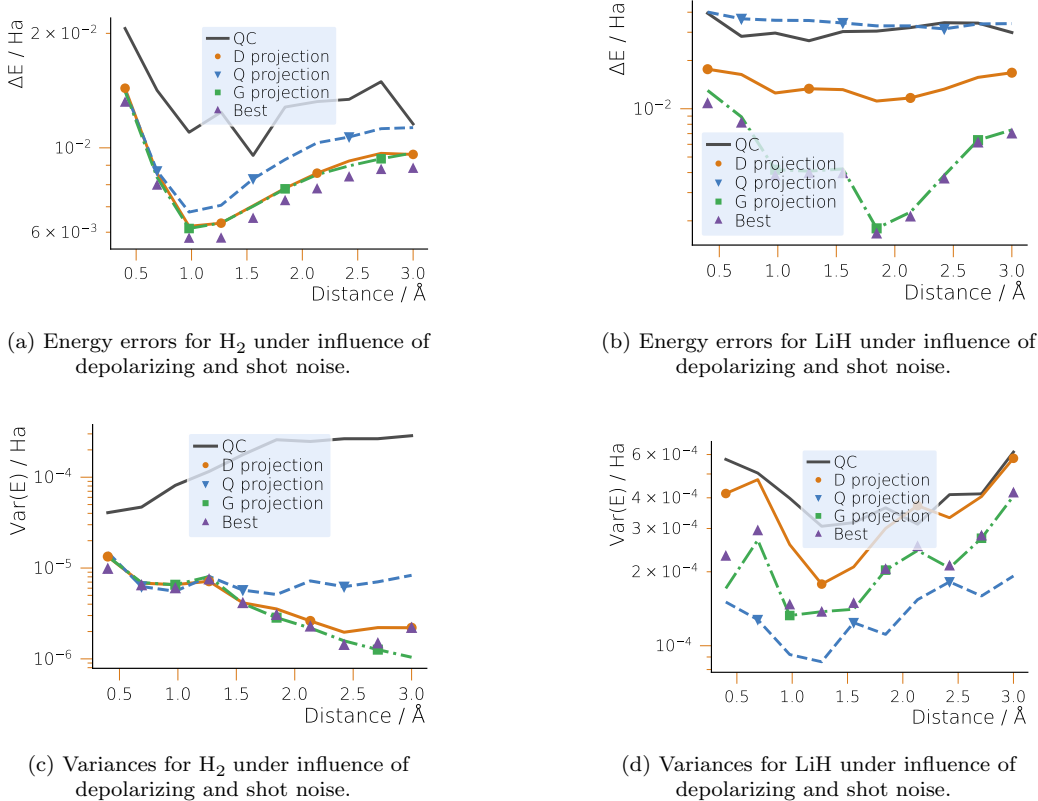 2 × 10⁻²
10⁻²
6 × 10⁻³
ΔE / Ha
QC
D projection
Q projection
G projection
Best
0.5 1.0 1.5 2.0 2.5 3.0
Distance / Å
(a) Energy errors for H₂ under influence of
depolarizing and shot noise.
ΔE / Ha
10⁻²
QC
D projection
Q projection
G projection
Best
0.5 1.0 1.5 2.0 2.5 3.0
Distance / Å
(b) Energy errors for LiH under influence of
depolarizing and shot noise.
Var(E) / Ha
10⁻⁴
10⁻⁵
10⁻⁶
QC
D projection
Q projection
G projection
Best
0.5 1.0 1.5 2.0 2.5 3.0
Distance / Å
(c) Variances for H₂ under influence of
depolarizing and shot noise.
Var(E) / Ha
6 × 10⁻⁴
4 × 10⁻⁴
3 × 10⁻⁴
2 × 10⁻⁴
10⁻⁴
QC
D projection
Q projection
G projection
Best
0.5 1.0 1.5 2.0 2.5 3.0
Distance / Å
(d) Variances for LiH under influence of
depolarizing and shot noise.